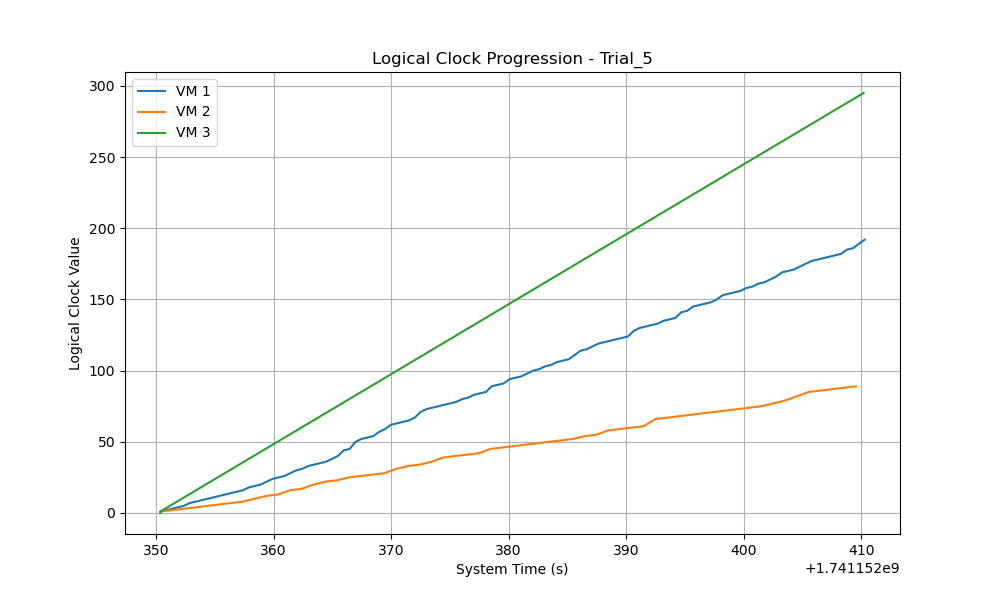 Logical Clock Progression - Trial_5
VM 1
VM 2
VM 3
Logical Clock Value
300
250
200
150
100
50
0
350 360 370 380 390 400 410
System Time (s)
+1.741152e9